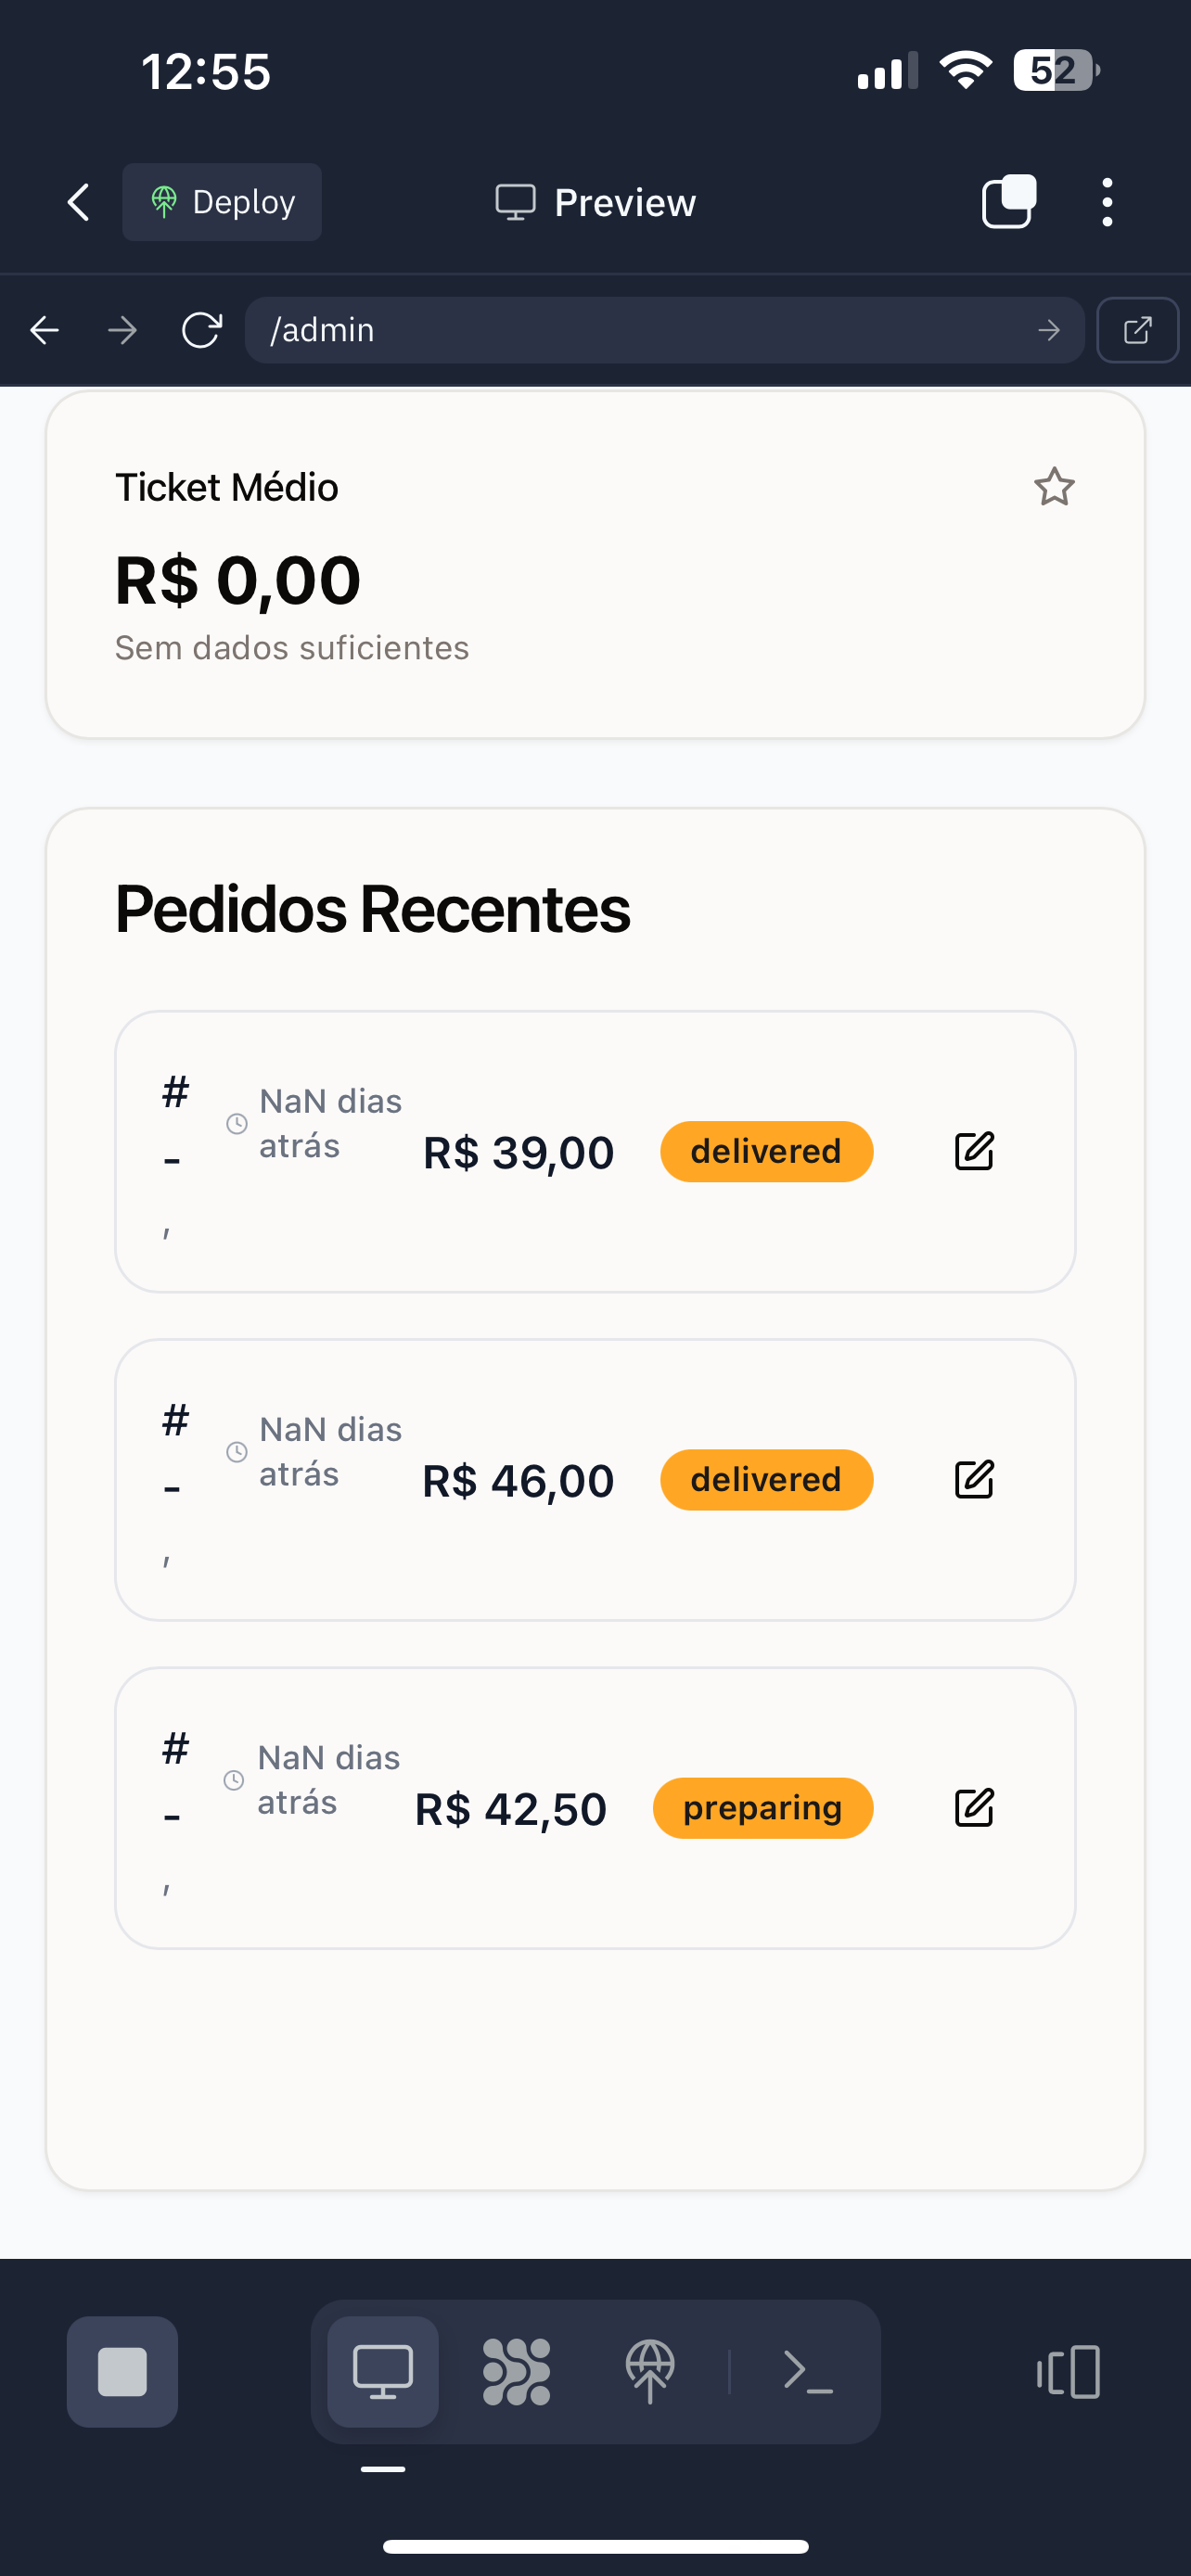 12:55
52
Deploy
Preview
/admin
Ticket Médio
R$ 0,00
Sem dados suficientes
Pedidos Recentes
#
-
,
NaN dias
atrás
R$ 39,00
delivered
#
-
,
NaN dias
atrás
R$ 46,00
delivered
#
-
,
NaN dias
atrás
R$ 42,50
preparing